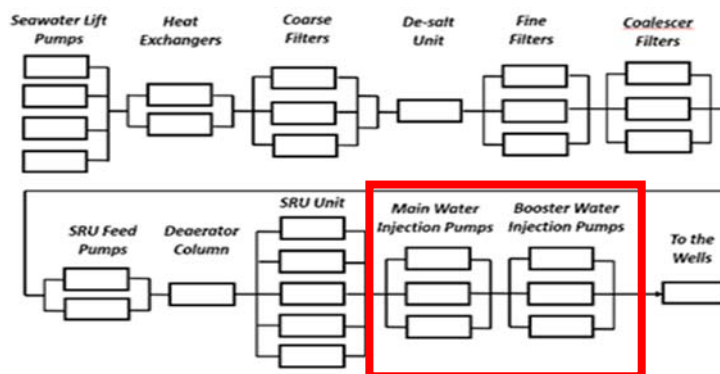 Seawater Lift
Pumps
Heat
Exchangers
Coarse
Filters
De-salt
Unit
Fine
Filters
Coalescer
Filters
SRU Feed
Pumps
Deaerator
Column
SRU Unit
Main Water
Injection Pumps
Booster Water
Injection Pumps
To the
Wells